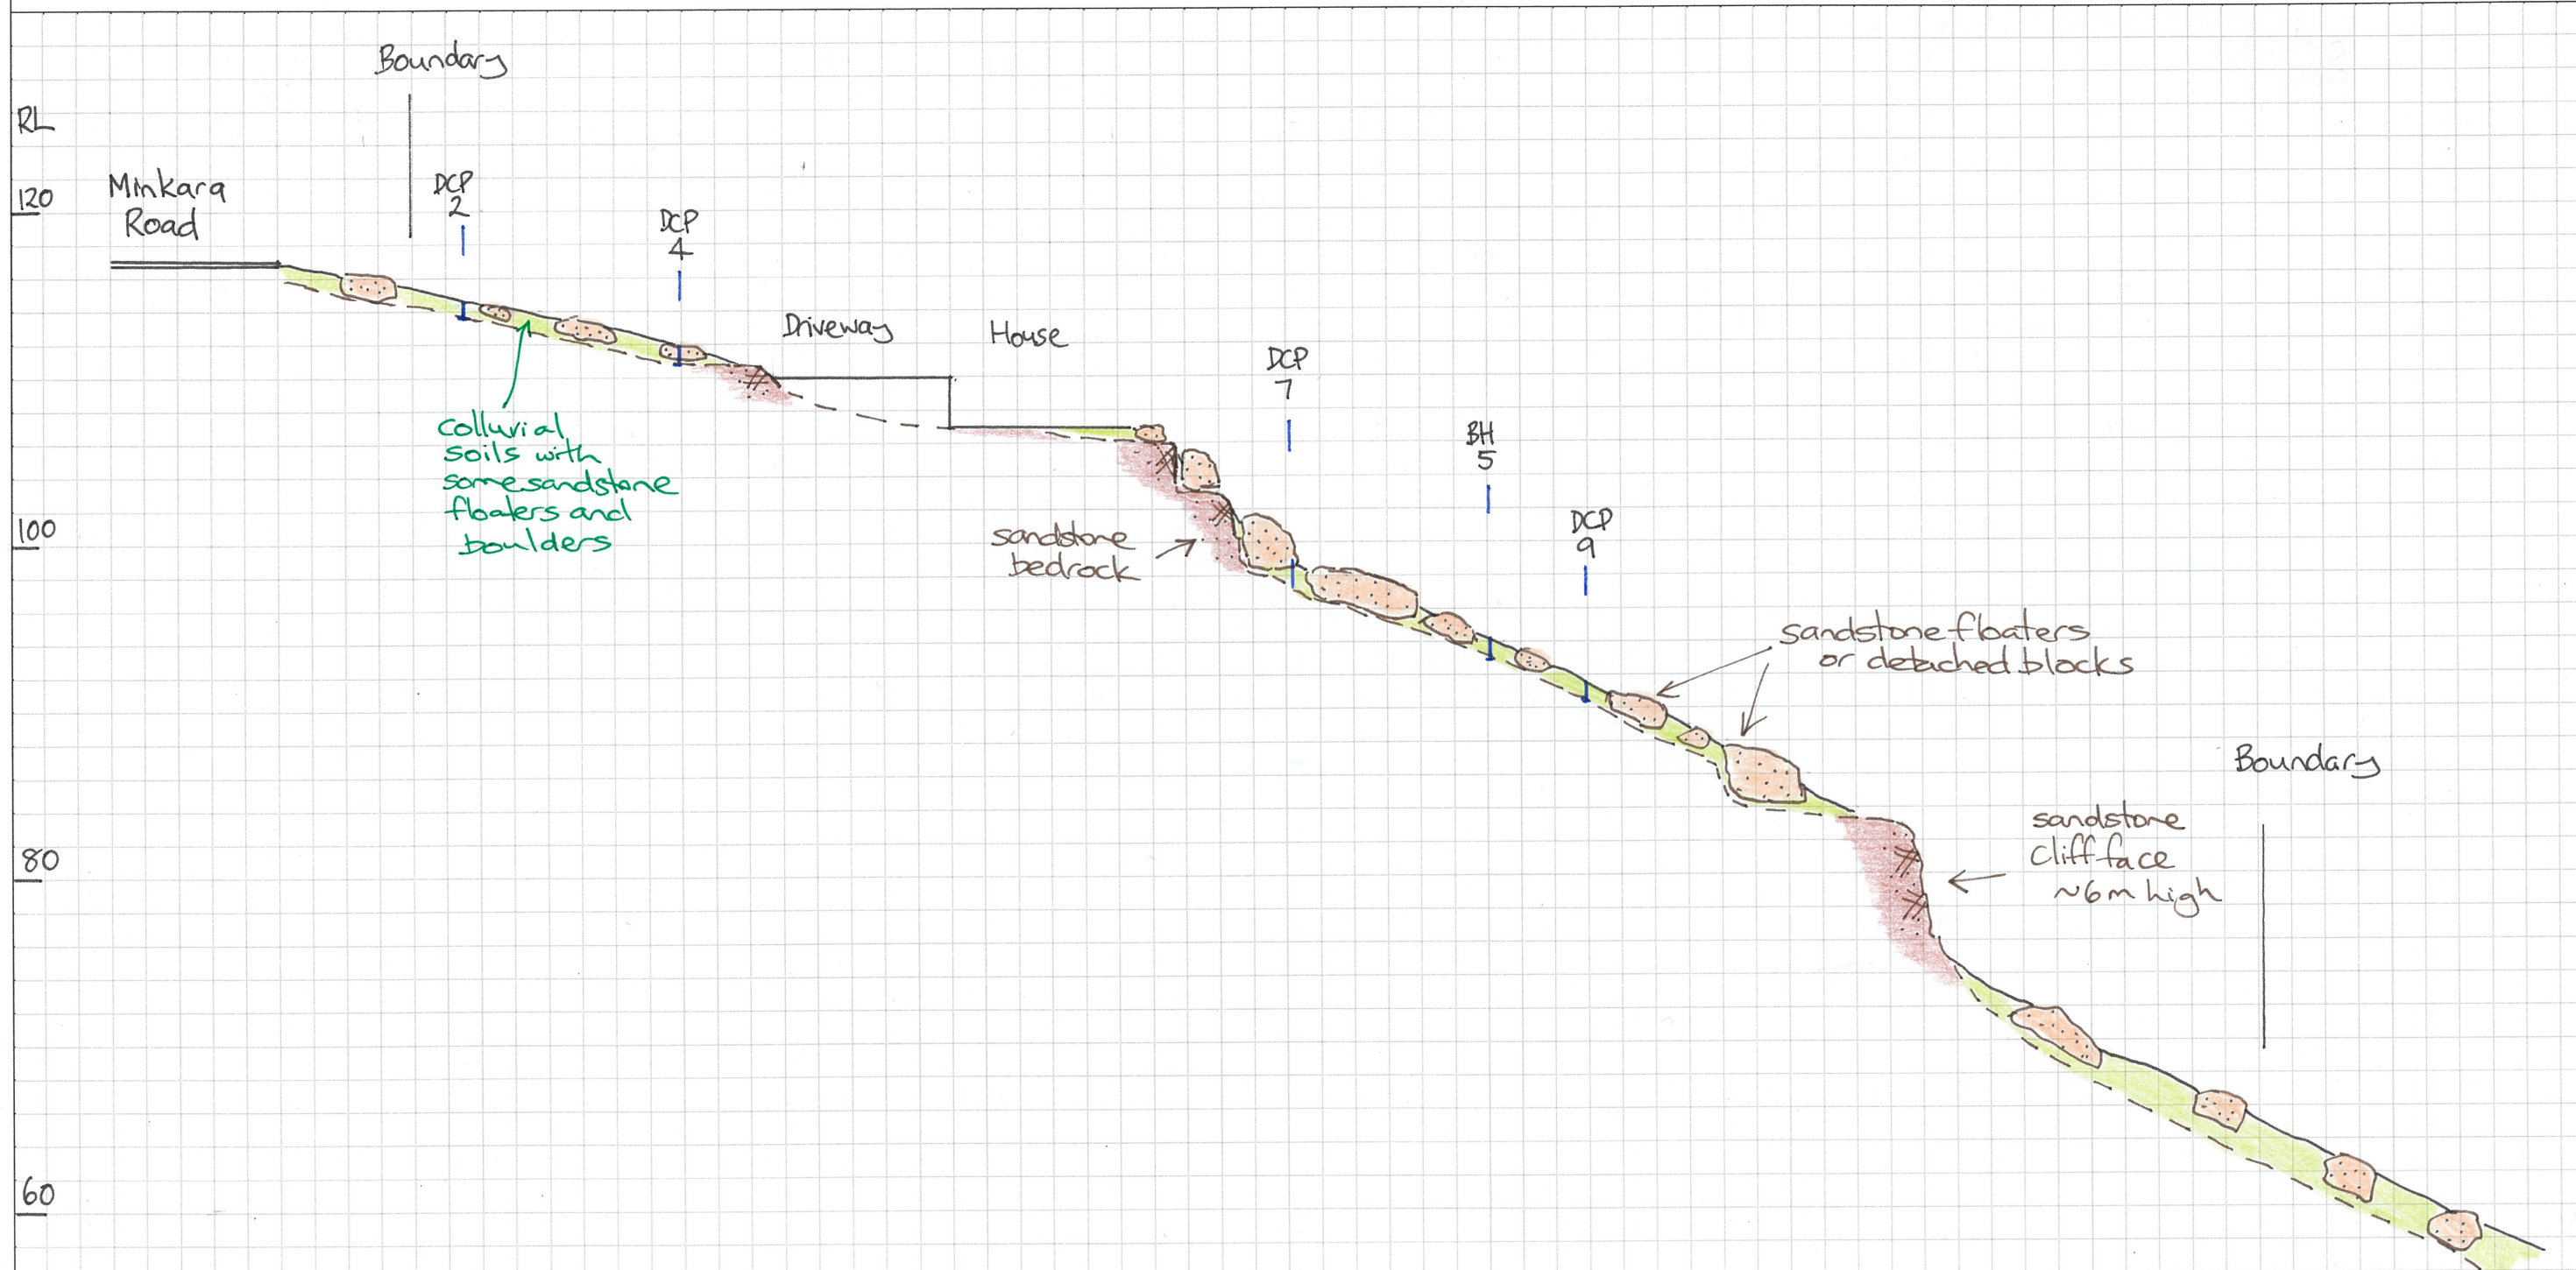 Boundary
RL
120
Minkara
Road
DCP
2
DCP
4
Driveway
House
DCP
7
BH
5
DCP
9
colluvial
soils with
some sandstone
floaters and
boulders
100
sandstone
bedrock
sandstone floaters
or detached blocks
Boundary
sandstone
cliff face
~6m high
80
60